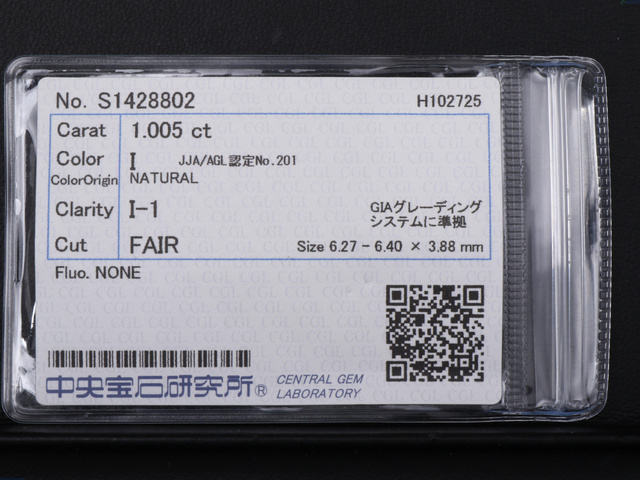 No. S1428802 H102725
Carat 1.005 ct
Color I JJA/AGL認定No.201
ColorOrigin NATURAL
Clarity I-1 GIAグレーディング
システムに準拠
Cut FAIR Size 6.27 - 6.40 × 3.88 mm
Fluo. NONE
中央宝石研究所® CENTRAL GEM
LABORATORY